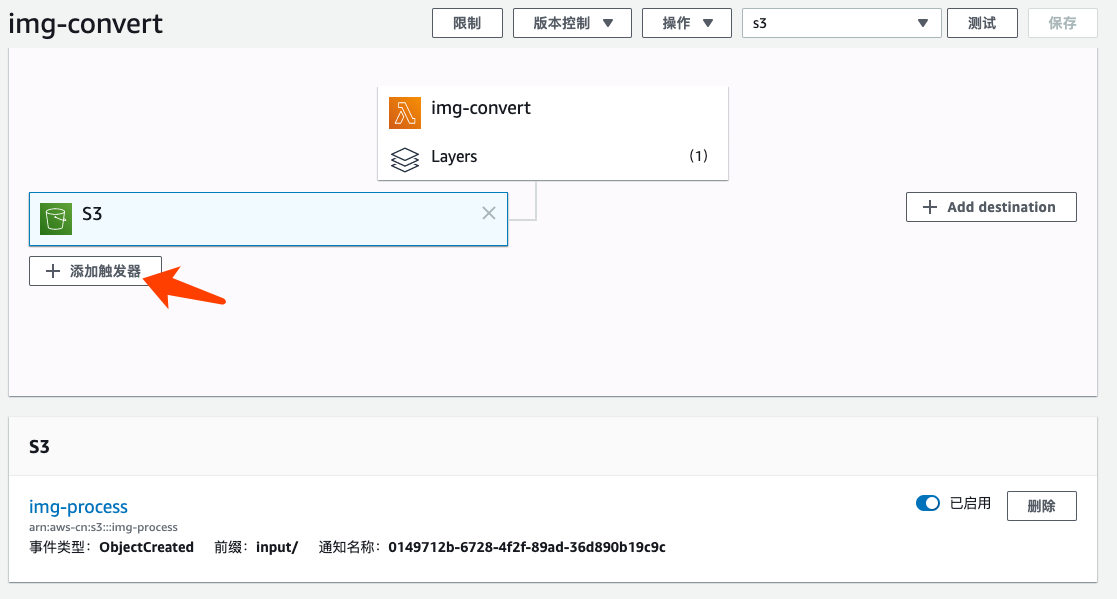 img-convert 限制 版本控制 操作 s3 测试 保存
img-convert
Layers (1)
S3
Add destination
添加触发器
S3
img-process
已启用 删除
arn:aws-cn:s3:::img-process
事件类型： ObjectCreated 前缀： input/ 通知名称： 0149712b-6728-4f2f-89ad-36d890b19c9c